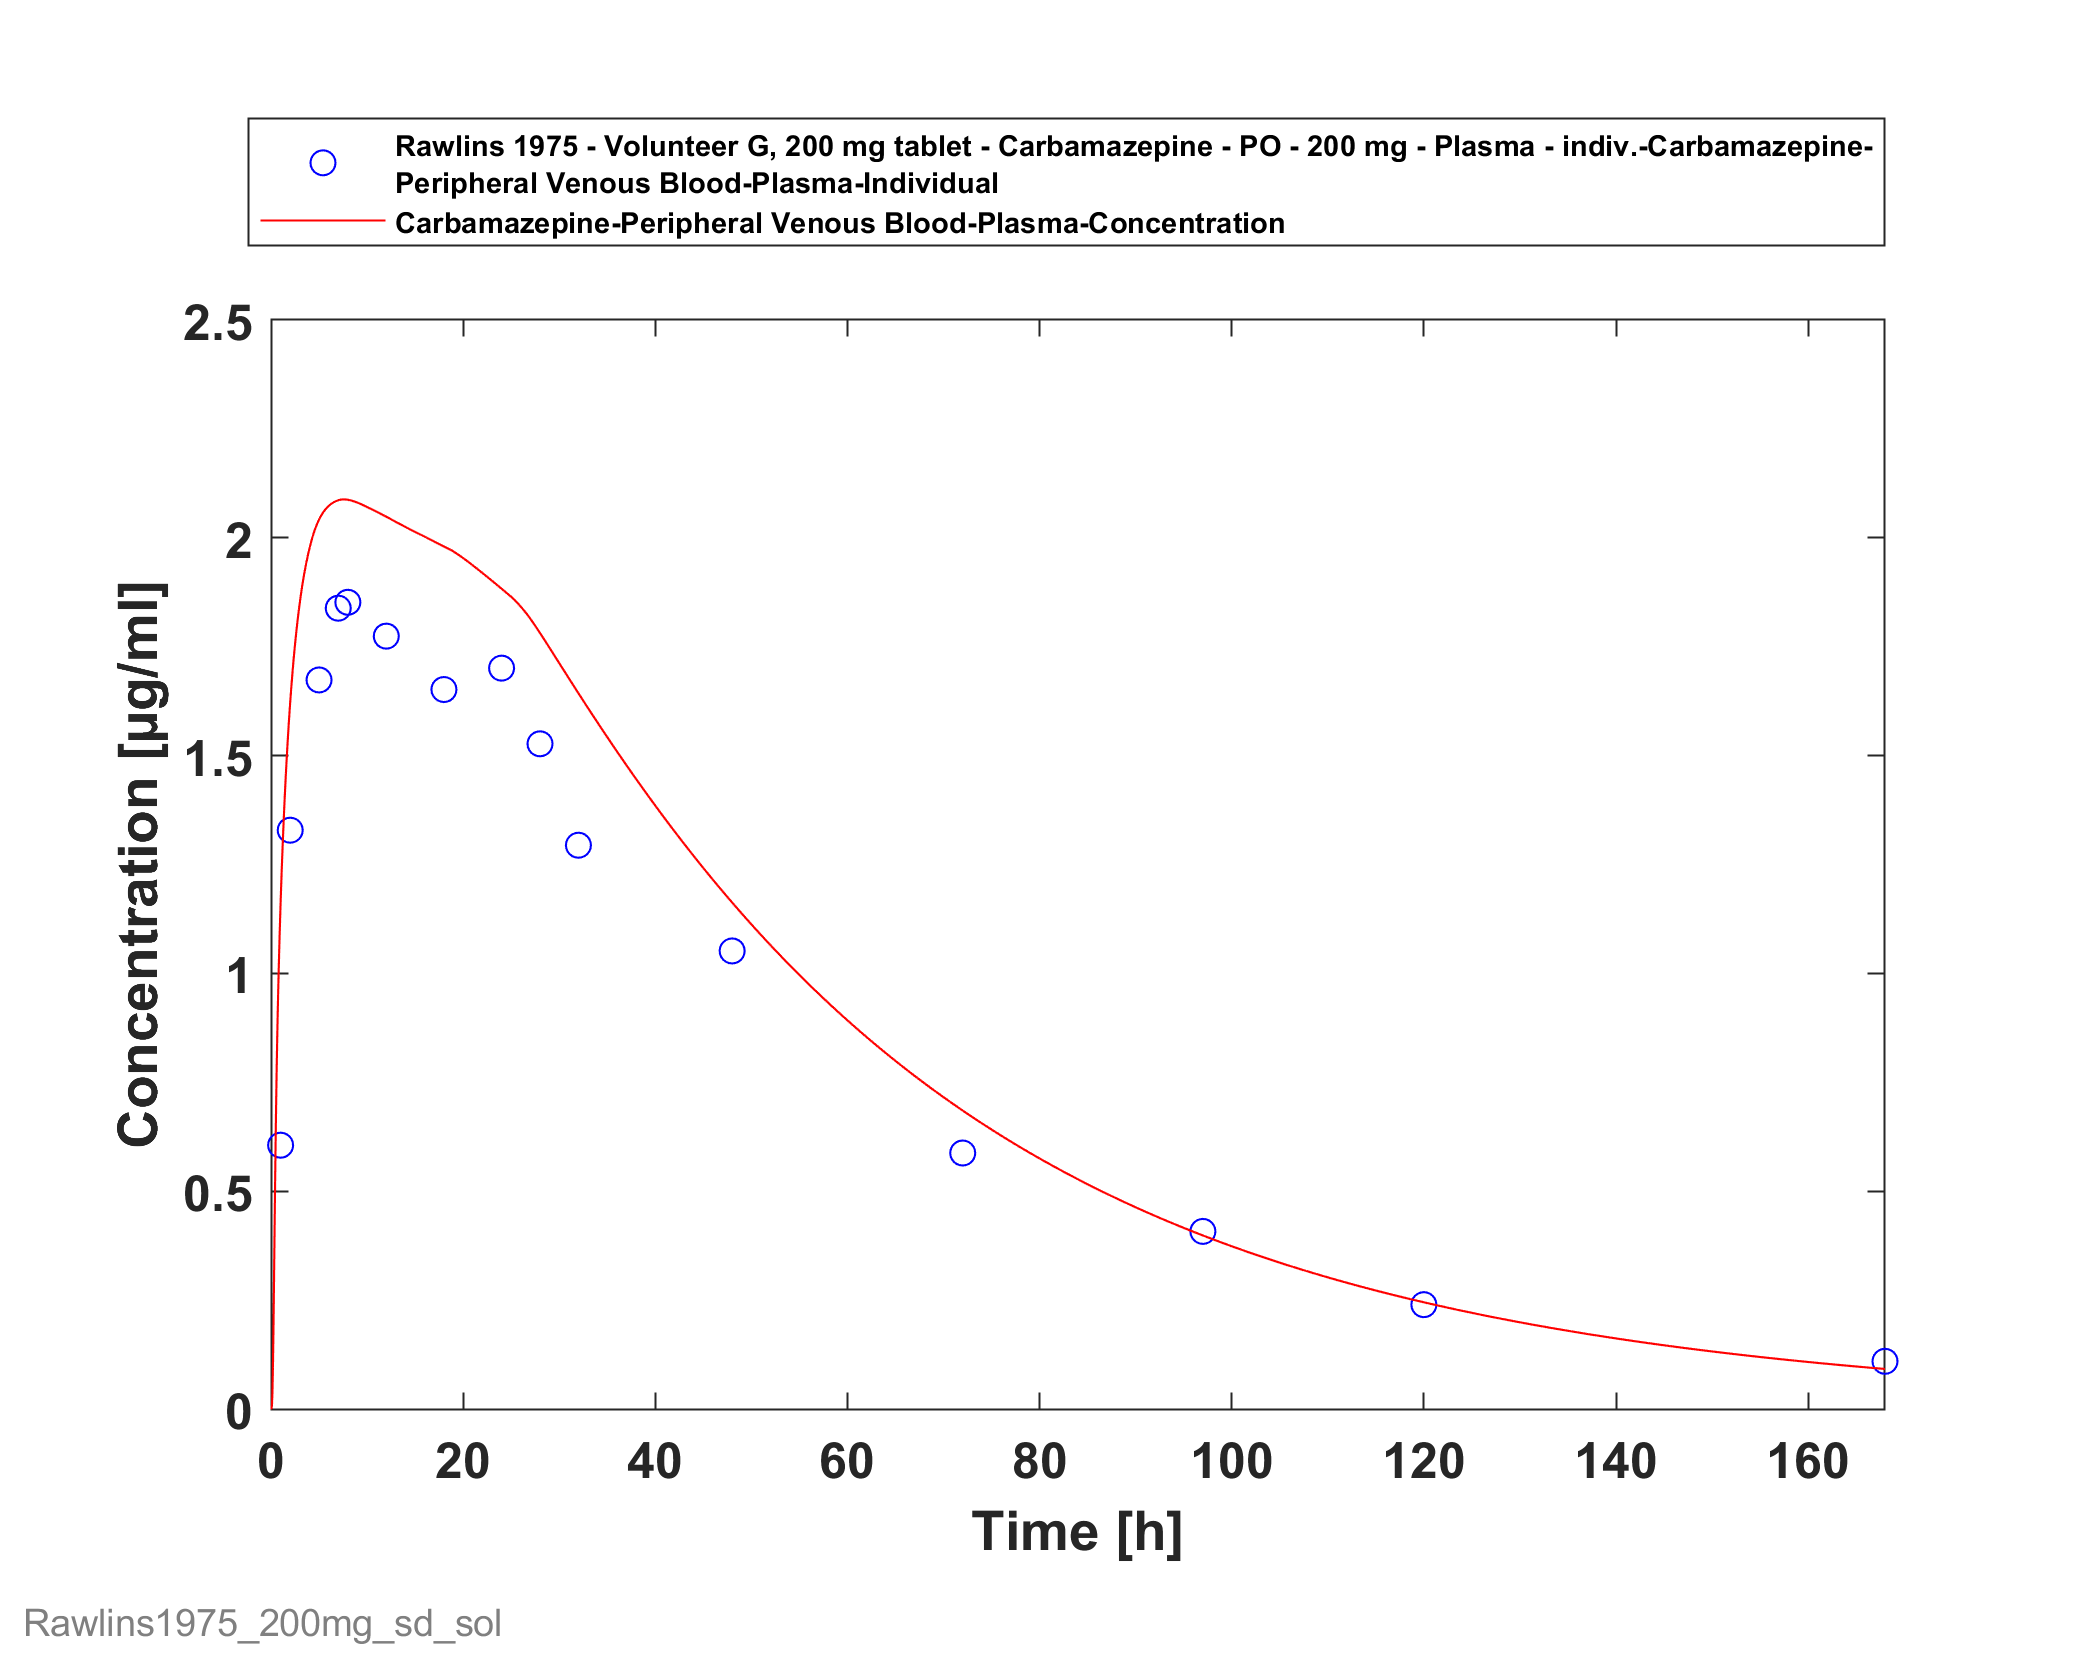 Rawlins 1975 - Volunteer G, 200 mg tablet - Carbamazepine - PO - 200 mg - Plasma - indiv.-Carbamazepine-
Peripheral Venous Blood-Plasma-Individual
Carbamazepine-Peripheral Venous Blood-Plasma-Concentration
2.5
2
1.5
1
0.5
0
Concentration [µg/ml]
0 20 40 60 80 100 120 140 160
Time [h]
Rawlins1975_200mg_sd_sol